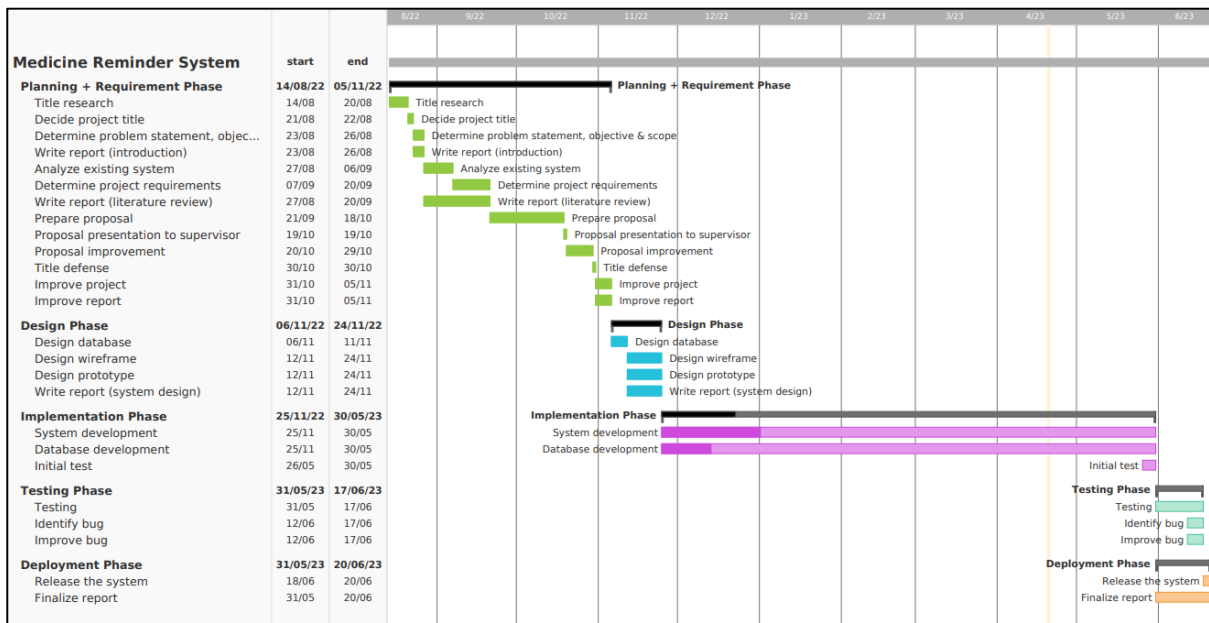 8/22 9/22 10/22 11/22 12/22 1/23 2/23 3/23 4/23 5/23 6/23
Medicine Reminder System start end
Planning + Requirement Phase 14/08/22 05/11/22 Planning + Requirement Phase
Title research 14/08 20/08 Title research
Decide project title 21/08 22/08 Decide project title
Determine problem statement, objec... 23/08 26/08 Determine problem statement, objective & scope
Write report (introduction) 23/08 26/08 Write report (introduction)
Analyze existing system 27/08 06/09 Analyze existing system
Determine project requirements 07/09 20/09 Determine project requirements
Write report (literature review) 27/08 20/09 Write report (literature review)
Prepare proposal 21/09 18/10 Prepare proposal
Proposal presentation to supervisor 19/10 19/10 Proposal presentation to supervisor
Proposal improvement 20/10 29/10 Proposal improvement
Title defense 30/10 30/10 Title defense
Improve project 31/10 05/11 Improve project
Improve report 31/10 05/11 Improve report
Design Phase 06/11/22 24/11/22 Design Phase
Design database 06/11 11/11 Design database
Design wireframe 12/11 24/11 Design wireframe
Design prototype 12/11 24/11 Design prototype
Write report (system design) 12/11 24/11 Write report (system design)
Implementation Phase 25/11/22 30/05/23 Implementation Phase
System development 25/11 30/05 System development
Database development 25/11 30/05 Database development
Initial test 26/05 30/05 Initial test
Testing Phase 31/05/23 17/06/23 Testing Phase
Testing 31/05 17/06 Testing
Identify bug 12/06 17/06 Identify bug
Improve bug 12/06 17/06 Improve bug
Deployment Phase 31/05/23 20/06/23 Deployment Phase
Release the system 18/06 20/06 Release the system
Finalize report 31/05 20/06 Finalize report